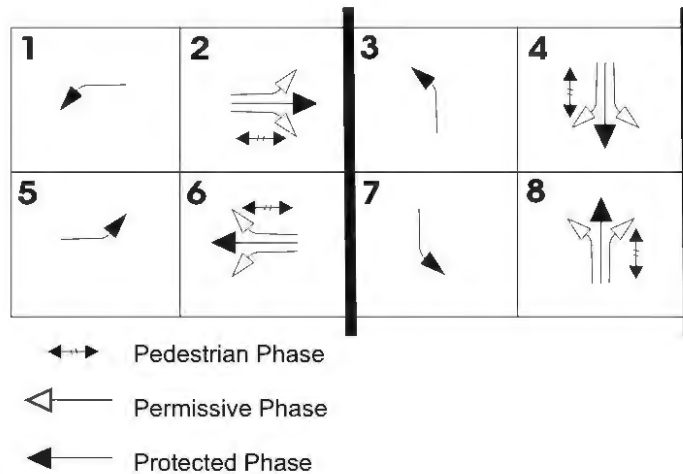 1 2 3 4
5 6 7 8
Pedestrian Phase
Permissive Phase
Protected Phase